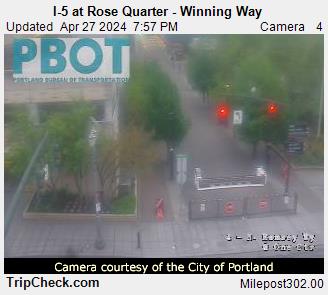 I-5 at Rose Quarter - Winning Way
Updated Apr 27 2024 7:57 PM Camera 4
PBOT
PORTLAND BUREAU OF TRANSPORTATION
Camera courtesy of the City of Portland
TripCheck.com Milepost302.00